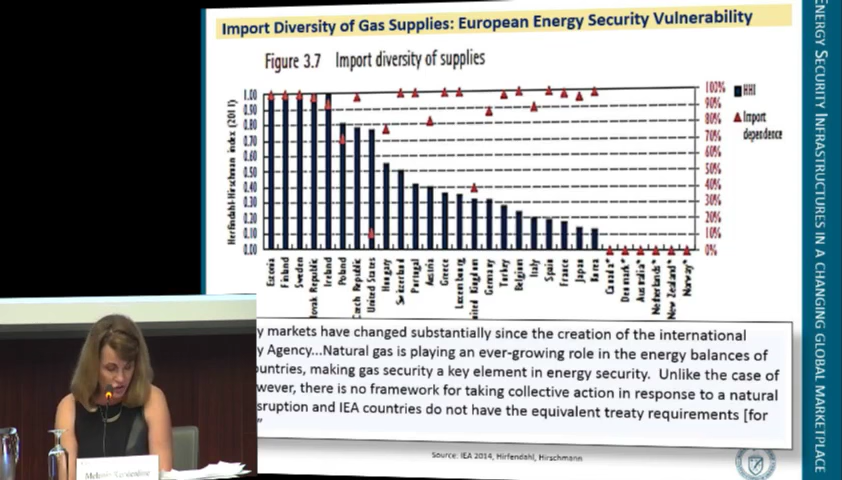 Import Diversity of Gas Supplies: European Energy Security Vulnerability
Figure 3.7 Import diversity of supplies
Herfindahl-Hirschman index (2011)
1.00
0.90
0.80
0.70
0.60
0.50
0.40
0.30
0.20
0.10
0.00
100%
90%
80%
70%
60%
50%
40%
30%
20%
10%
0%
HHI
Import
dependence
Estonia
Finland
Sweden
lovak Republic
Ireland
Poland
Czech Republic
United States
Hungary
Switzerland
Portugal
Austria
Greece
Luxembourg
nited Kingdom
Germany
Turkey
Belgium
Italy
Spain
France
Japan
Korea
Canada*
Denmark*
Australia*
Netherlands*
New Zealand*
Norway*
y markets have changed substantially since the creation of the international
y Agency...Natural gas is playing an ever-growing role in the energy balances of
ountries, making gas security a key element in energy security. Unlike the case of
wever, there is no framework for taking collective action in response to a natural
sruption and IEA countries do not have the equivalent treaty requirements [for
"
Source: IEA 2014, Hirfendahl, Hirschmann
ENERGY SECURITY INFRASTRUCTURES IN A CHANGING GLOBAL MARKETPLACE